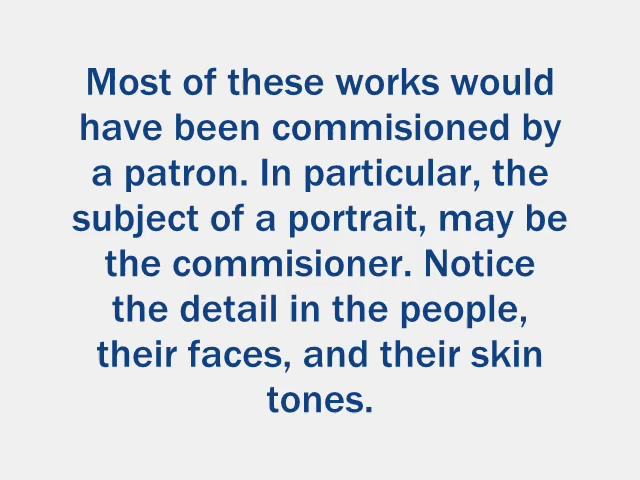 Most of these works would
have been commisioned by
a patron. In particular, the
subject of a portrait, may be
the commisioner. Notice
the detail in the people,
their faces, and their skin
tones.